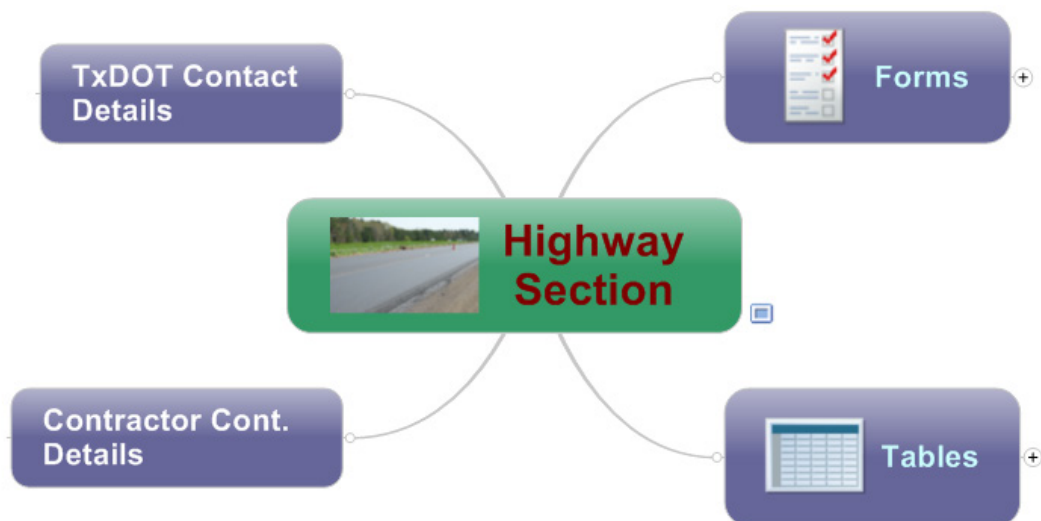 TxDOT Contact
Details
Forms
Highway
Section
Contractor Cont.
Details
Tables